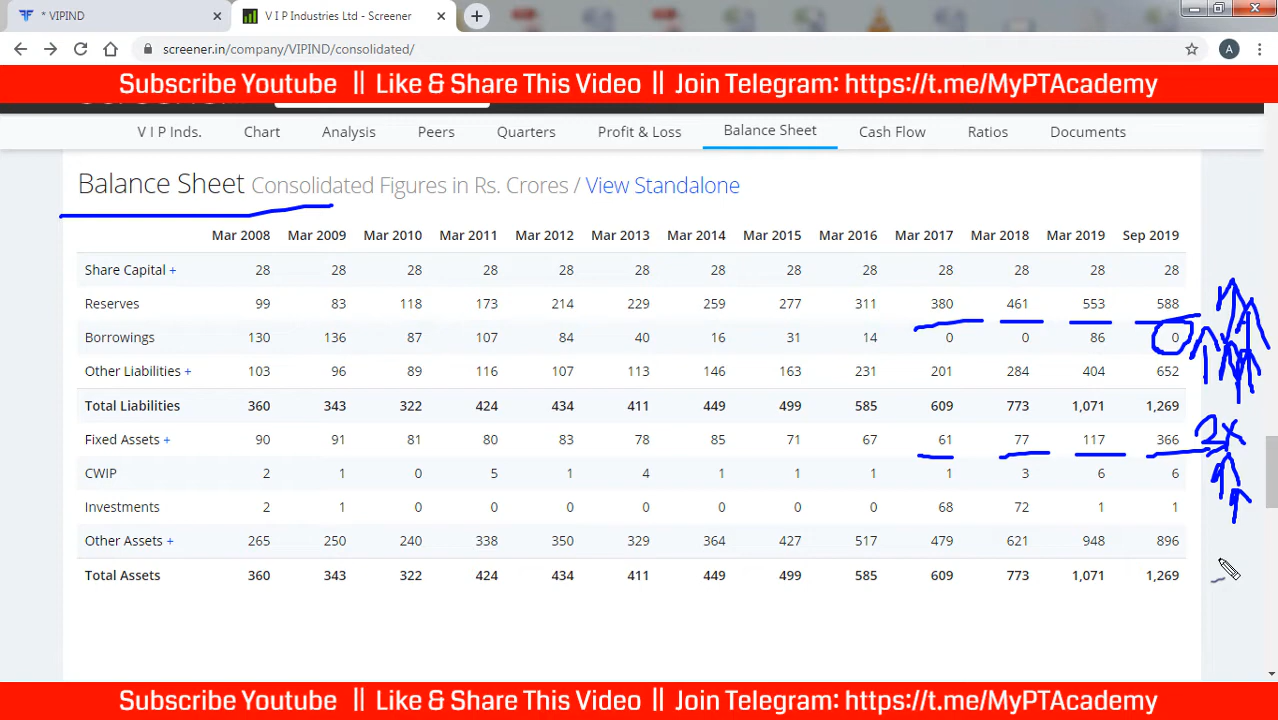 * VIPIND
V I P Industries Ltd - Screener
screener.in/company/VIPIND/consolidated/
A
Subscribe Youtube || Like & Share This Video || Join Telegram: https://t.me/MyPTAcademy
V I P Inds. Chart Analysis Peers Quarters Profit & Loss Balance Sheet Cash Flow Ratios Documents
Balance Sheet Consolidated Figures in Rs. Crores / View Standalone
Mar 2008 Mar 2009 Mar 2010 Mar 2011 Mar 2012 Mar 2013 Mar 2014 Mar 2015 Mar 2016 Mar 2017 Mar 2018 Mar 2019 Sep 2019
Share Capital + 28 28 28 28 28 28 28 28 28 28 28 28 28
Reserves 99 83 118 173 214 229 259 277 311 380 461 553 588
Borrowings 130 136 87 107 84 40 16 31 14 0 0 86 0
Other Liabilities + 103 96 89 116 107 113 146 163 231 201 284 404 652
Total Liabilities 360 343 322 424 434 411 449 499 585 609 773 1,071 1,269
Fixed Assets + 90 91 81 80 83 78 85 71 67 61 77 117 366 2x
CWIP 2 1 0 5 1 4 1 1 1 1 3 6 6
Investments 2 1 0 0 0 0 0 0 0 68 72 1 1
Other Assets + 265 250 240 338 350 329 364 427 517 479 621 948 896
Total Assets 360 343 322 424 434 411 449 499 585 609 773 1,071 1,269
Subscribe Youtube || Like & Share This Video || Join Telegram: https://t.me/MyPTAcademy